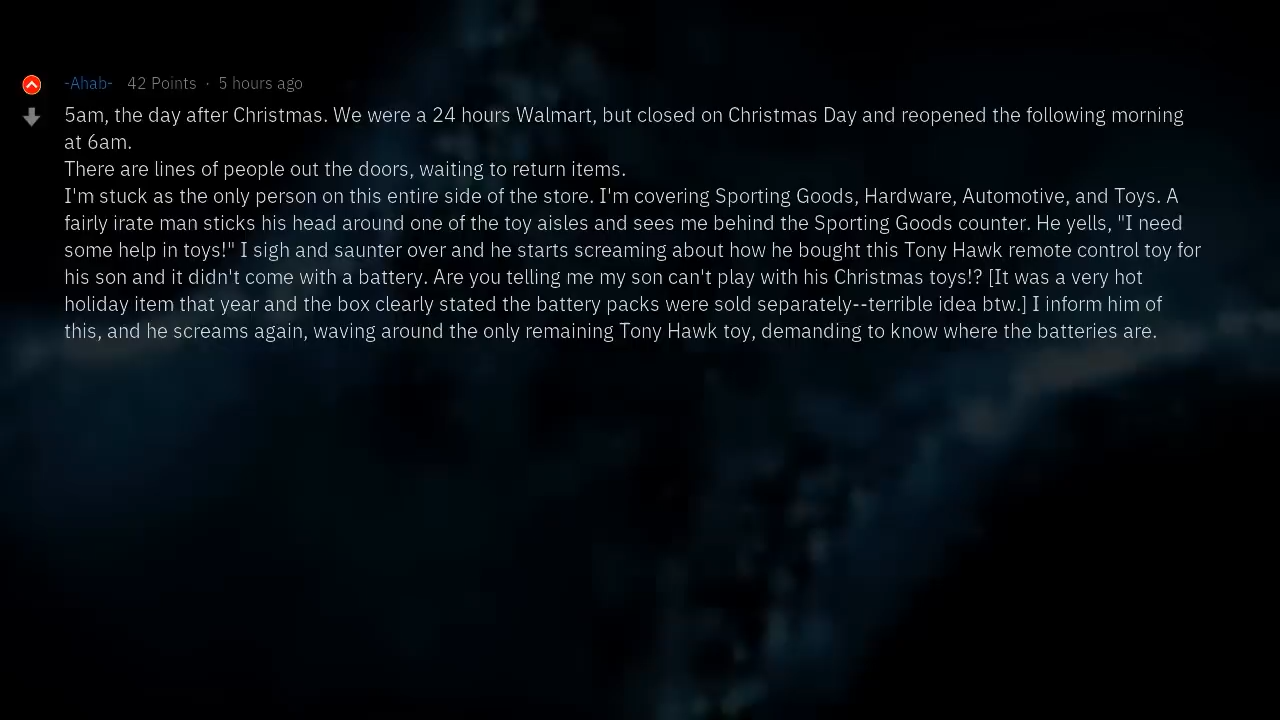 -Ahab- 42 Points · 5 hours ago
5am, the day after Christmas. We were a 24 hours Walmart, but closed on Christmas Day and reopened the following morning
at 6am.
There are lines of people out the doors, waiting to return items.
I'm stuck as the only person on this entire side of the store. I'm covering Sporting Goods, Hardware, Automotive, and Toys. A
fairly irate man sticks his head around one of the toy aisles and sees me behind the Sporting Goods counter. He yells, "I need
some help in toys!" I sigh and saunter over and he starts screaming about how he bought this Tony Hawk remote control toy for
his son and it didn't come with a battery. Are you telling me my son can't play with his Christmas toys!? [It was a very hot
holiday item that year and the box clearly stated the battery packs were sold separately--terrible idea btw.] I inform him of
this, and he screams again, waving around the only remaining Tony Hawk toy, demanding to know where the batteries are.